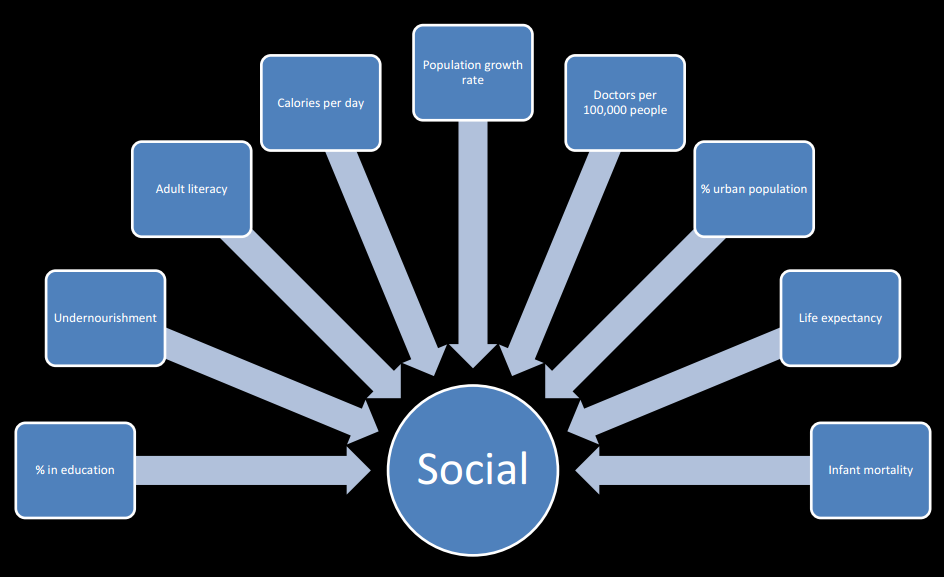 Population growth
rate
Calories per day
Doctors per
100,000 people
Adult literacy
% urban population
Undernourishment
Life expectancy
% in education
Social
Infant mortality